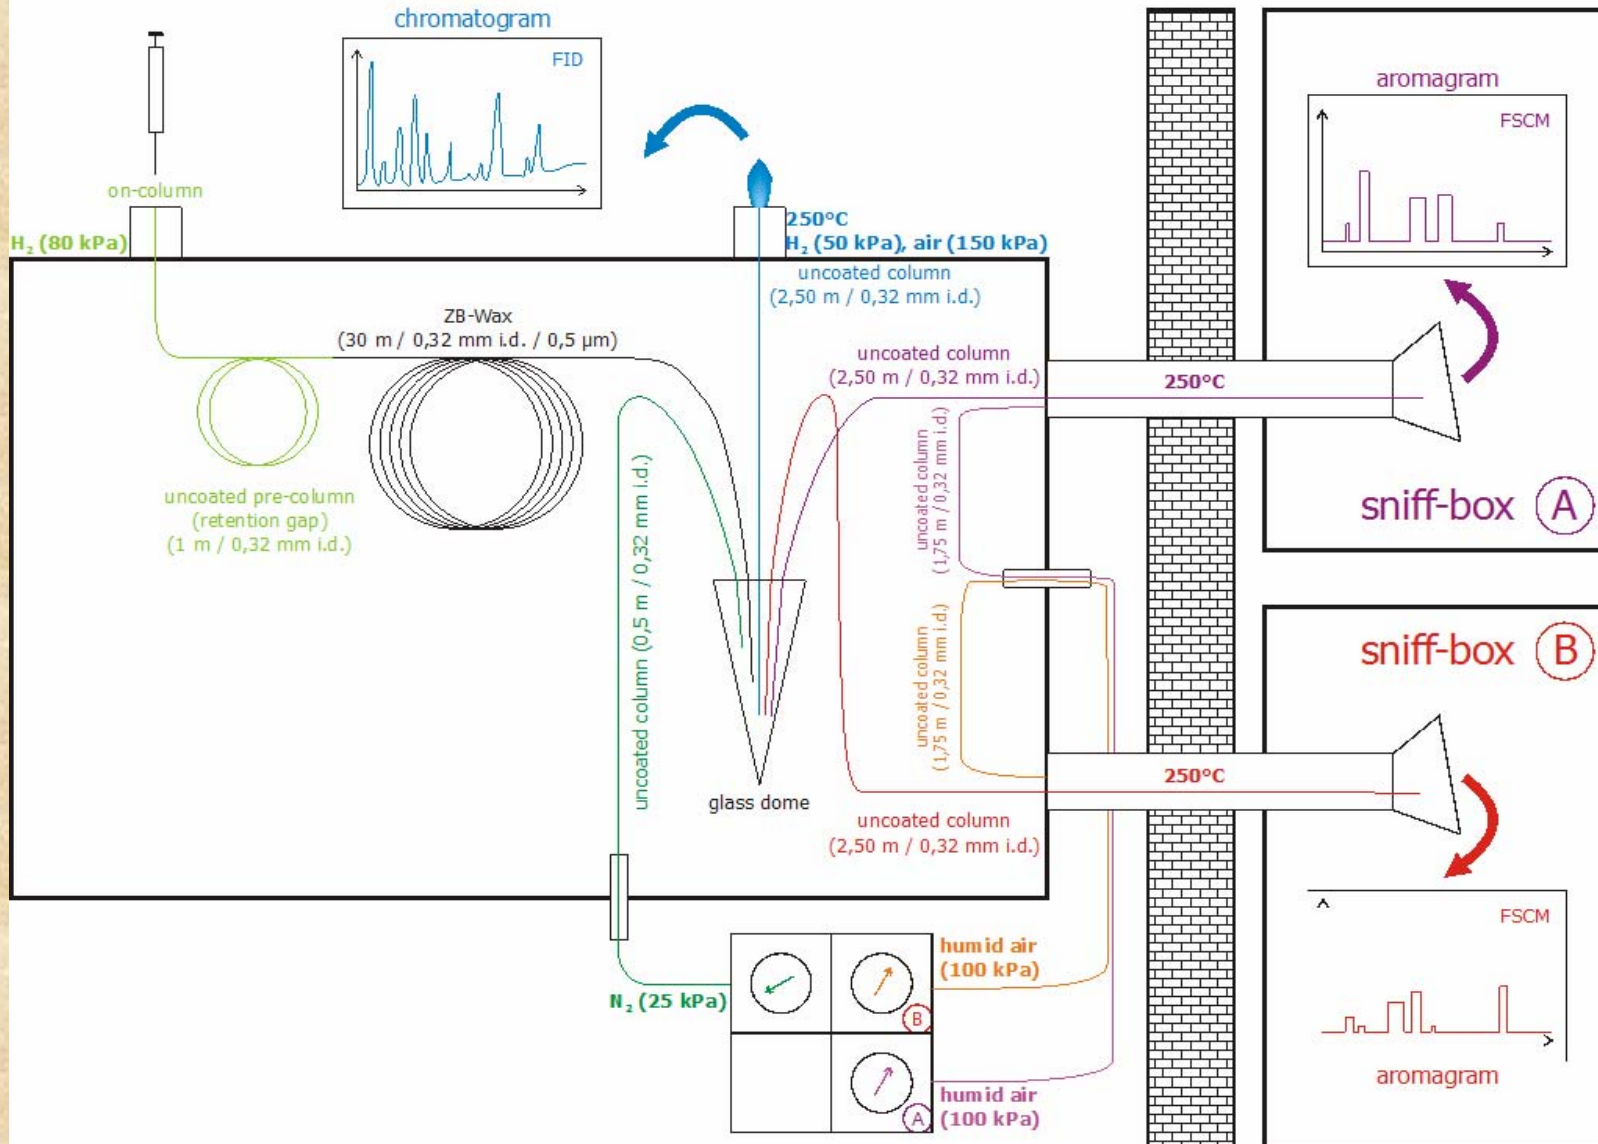 chromatogram
FID
on-column
H₂ (80 kPa)
250°C
H₂ (50 kPa), air (150 kPa)
uncoated column
(2,50 m / 0,32 mm i.d.)
ZB-Wax
(30 m / 0,32 mm i.d. / 0,5 µm)
uncoated pre-column
(retention gap)
(1 m / 0,32 mm i.d.)
uncoated column (0,5 m / 0,32 mm i.d.)
uncoated column
(2,50 m / 0,32 mm i.d.)
uncoated column
(1,75 m / 0,32 mm i.d.)
uncoated column
(1,75 m / 0,32 mm i.d.)
glass dome
uncoated column
(2,50 m / 0,32 mm i.d.)
250°C
250°C
aromagram
FSCM
sniff-box A
sniff-box B
FSCM
aromagram
N₂ (25 kPa)
humid air
(100 kPa)
B
humid air
(100 kPa)
A